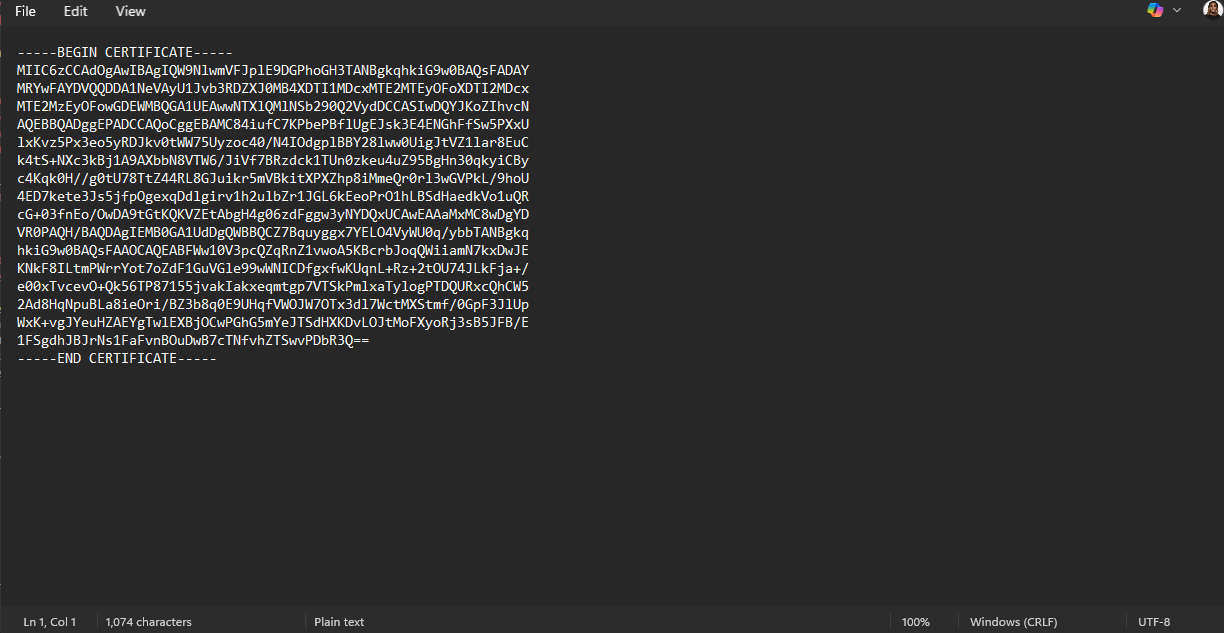 File Edit View
-----BEGIN CERTIFICATE-----
MIIC6zCCAdOgAwIBAgIQW9NlwmVFJplE9DGPhoGH3TANBgkqhkiG9w0BAQsFADAY
MRYwFAYDVQQDDA1NeVAyU1Jvb3RDZXJ0MB4XDTI1MDcxMTE2MTEyOFoXDTI2MDcx
MTE2MzEyOFowGDEWMBQGA1UEAwwNTXlQMlNSb290Q2VydDCCASIwDQYJKoZIhvcN
AQEBBQADggEPADCCAQoCggEBAMC84iufC7KPbePBflUgEJsk3E4ENGhFfSw5PXxU
lxKvz5Px3eo5yRDJkv0tWW75Uyzoc40/N4IOdgplBBY28lww0UigJtVZ1lar8EuC
k4tS+NXc3kBj1A9AXbbN8VTW6/JiVf7BRzdck1TUn0zkeu4uZ95BgHn30qkyiCBy
c4Kqk0H//g0tU78TtZ44RL8GJuikr5mVBkitXPXZhp8iMmeQr0rl3wGVPkL/9hoU
4ED7kete3Js5jfpOgexqDdlgirv1h2ulbZr1JGL6kEeoPrO1hLBSdHaedkVo1uQR
cG+03fnEo/OwDA9tGtKQKVZEtAbgH4g06zdFggw3yNYDQxUCAwEAAaMxMC8wDgYD
VR0PAQH/BAQDAgIEMB0GA1UdDgQWBBQCZ7Bquyggx7YELO4VyWU0q/ybbTANBgkq
hkiG9w0BAQsFAAOCAQEABFWw10V3pcQZqRnZ1vwoA5KBcrbJoqQWiiamN7kxDwJE
KNkF8ILtmPWrrYot7oZdF1GuVGle99wWNICDfgxfwKUqnL+Rz+2tOU74JLkFja+/
e00xTvcevO+Qk56TP87155jvakIakxeqmtgp7VTSkPmlxaTylogPTDQURxcQhCW5
2Ad8HqNpuBLa8ieOri/BZ3b8q0E9UHqfVWOJW7OTx3dl7WctMXStmf/0GpF3JlUp
WxK+vgJYeuHZAEYgTwlEXBjOCwPGhG5mYeJTSdHXKDvLOJtMoFXyoRj3sB5JFB/E
1FSgdhJBJrNs1FaFvnBOuDwB7cTNfvhZTSwvPDbR3Q==
-----END CERTIFICATE-----
Ln 1, Col 1 1,074 characters Plain text 100% Windows (CRLF) UTF-8